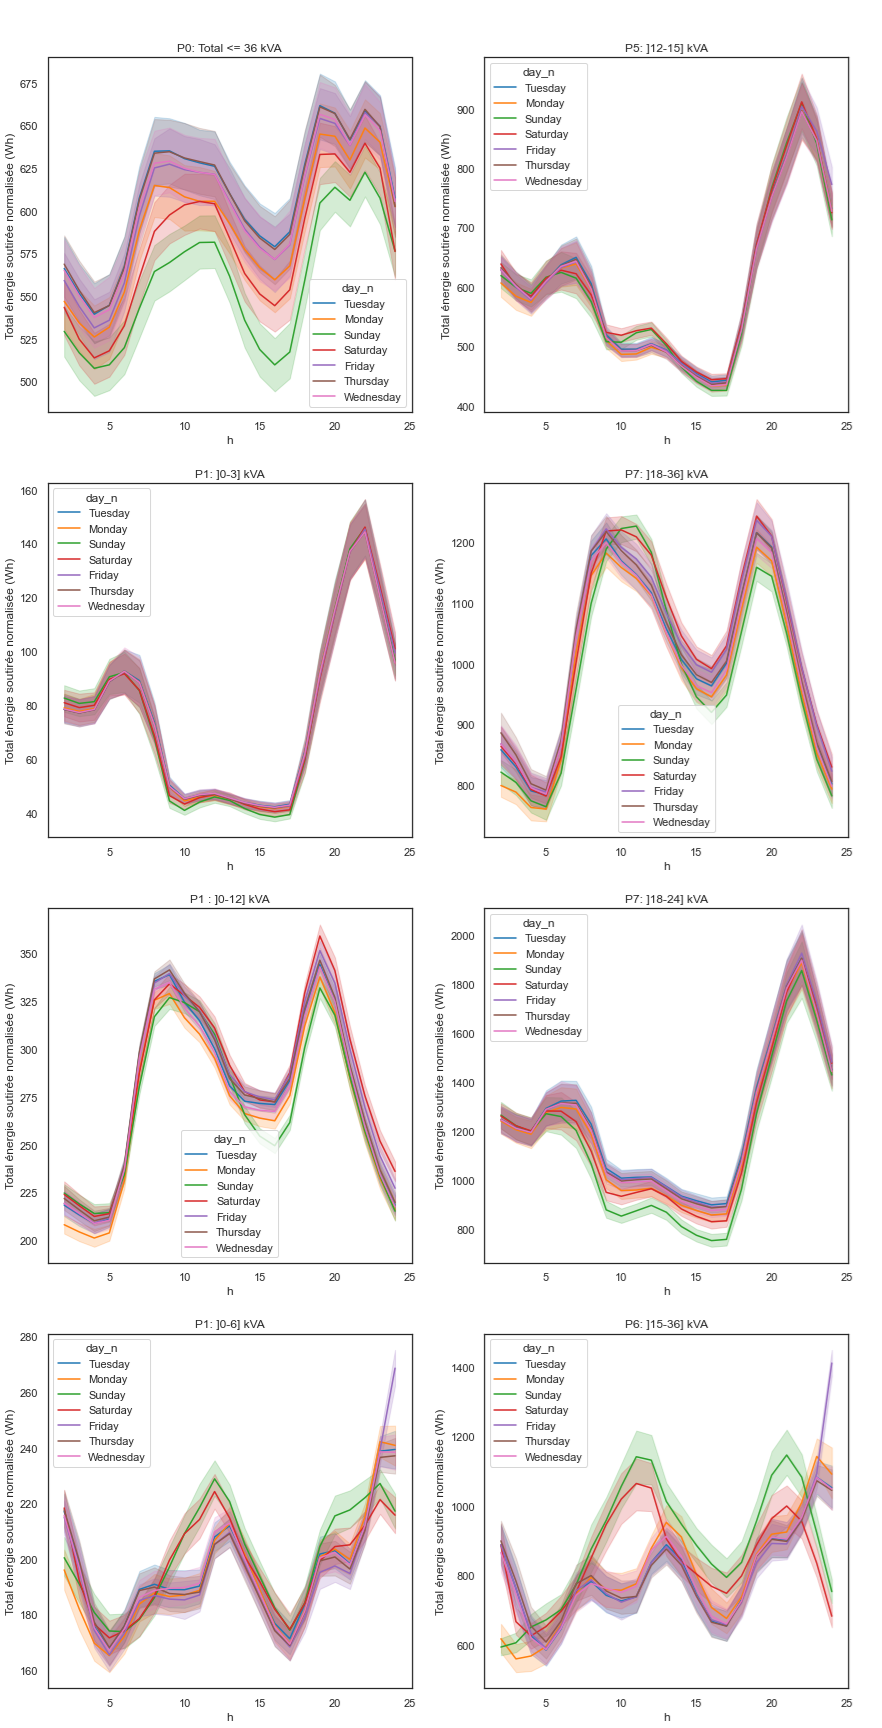 P0: Total <= 36 kVA
Total énergie soutirée normalisée (Wh)
675
650
625
600
575
550
525
500
day_n
Tuesday
Monday
Sunday
Saturday
Friday
Thursday
Wednesday
5
10
15
20
25
h
P5: ]12-15] kVA
Total énergie soutirée normalisée (Wh)
900
800
700
600
500
400
day_n
Tuesday
Monday
Sunday
Saturday
Friday
Thursday
Wednesday
5
10
15
20
25
h
P1: ]0-3] kVA
Total énergie soutirée normalisée (Wh)
160
140
120
100
80
60
40
day_n
Tuesday
Monday
Sunday
Saturday
Friday
Thursday
Wednesday
5
10
15
20
25
h
P7: ]18-36] kVA
Total énergie soutirée normalisée (Wh)
1200
1100
1000
900
800
day_n
Tuesday
Monday
Sunday
Saturday
Friday
Thursday
Wednesday
5
10
15
20
25
h
P1 : ]0-12] kVA
Total énergie soutirée normalisée (Wh)
350
325
300
275
250
225
200
day_n
Tuesday
Monday
Sunday
Saturday
Friday
Thursday
Wednesday
5
10
15
20
25
h
P7: ]18-24] kVA
Total énergie soutirée normalisée (Wh)
2000
1800
1600
1400
1200
1000
800
day_n
Tuesday
Monday
Sunday
Saturday
Friday
Thursday
Wednesday
5
10
15
20
25
h
P1: ]0-6] kVA
Total énergie soutirée normalisée (Wh)
280
260
240
220
200
180
160
day_n
Tuesday
Monday
Sunday
Saturday
Friday
Thursday
Wednesday
5
10
15
20
25
h
P6: ]15-36] kVA
Total énergie soutirée normalisée (Wh)
1400
1200
1000
800
600
day_n
Tuesday
Monday
Sunday
Saturday
Friday
Thursday
Wednesday
5
10
15
20
25
h